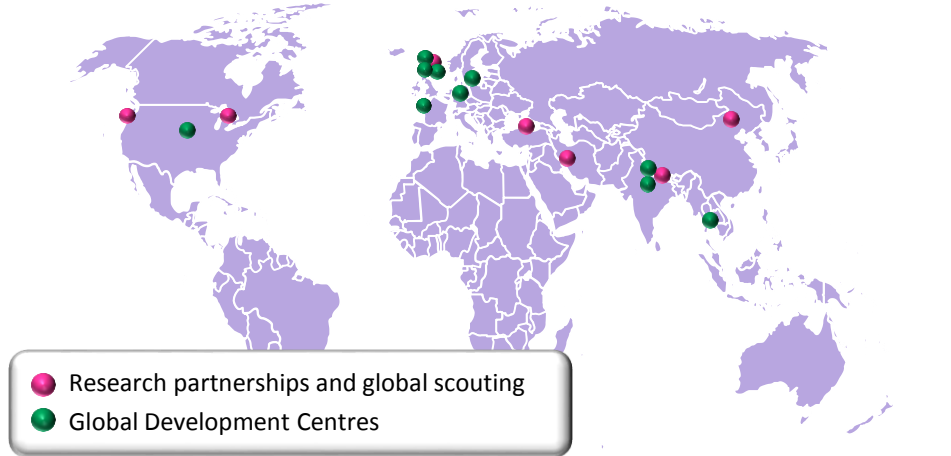 Research partnerships and global scouting
Global Development Centres